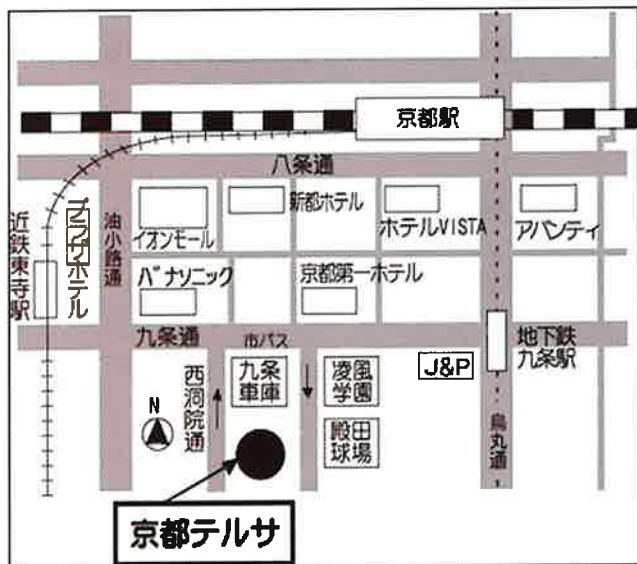 京都駅
八条通
新都ホテル
イオンモール
ホテルVISTA
アバンティ
近鉄東寺駅
プラザホテル
油小路通
パナソニック
京都第一ホテル
九条通
市バス
九条
車庫
凌風
学園
J&P
地下鉄
九条駅
西洞院通
殿田
球場
烏丸通
N
京都テルサ